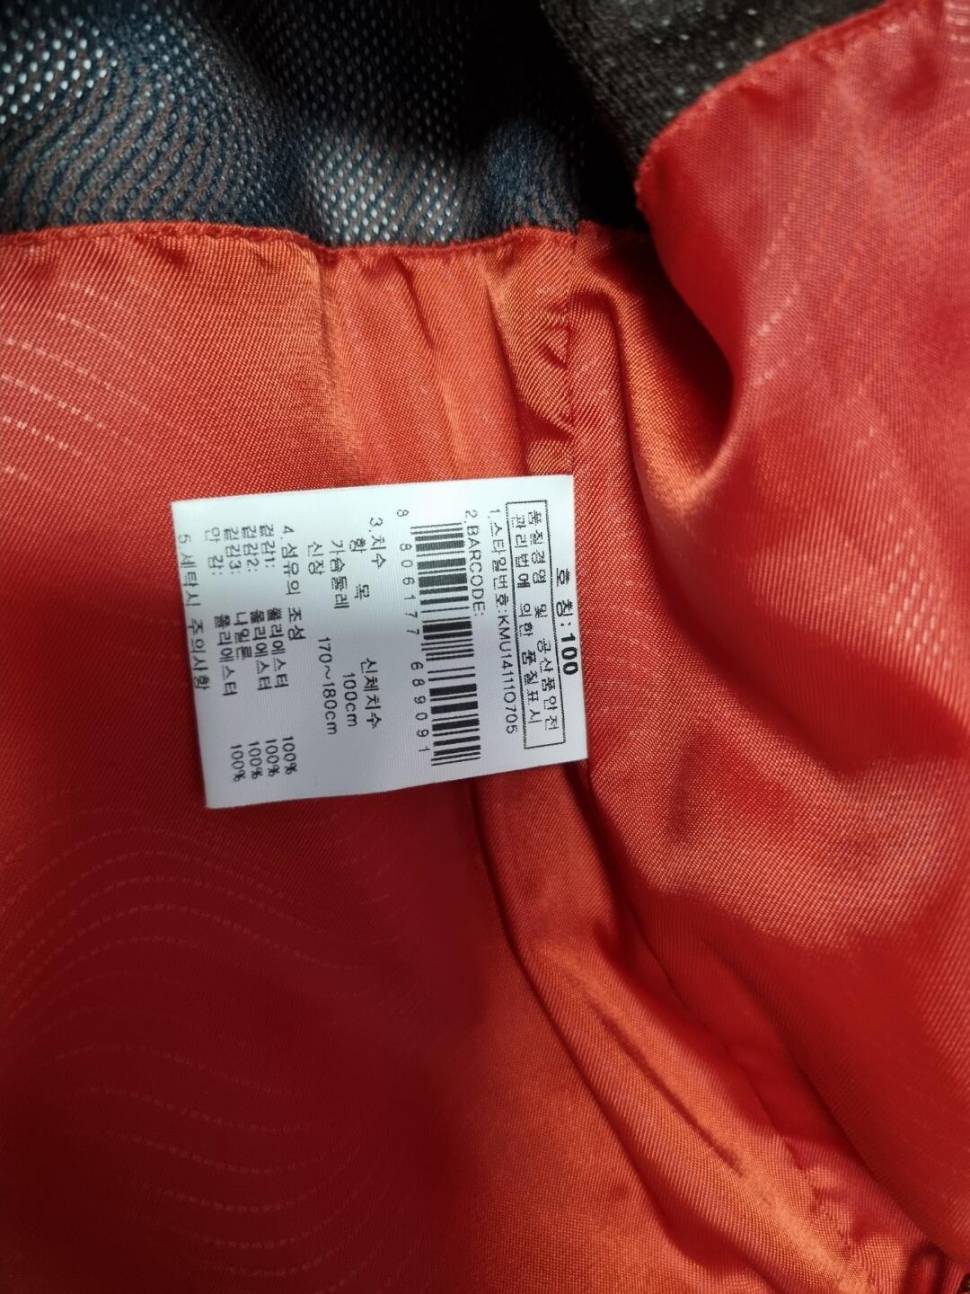 호 칭:100
품질경영 및 공산품안전
관리법에 의한 품질표시
1.스타일번호:KMU14111O705
2.BARCODE:
8 806177 689091
3.치수
항 목 신체치수
가슴둘레 100cm
신장 170~180cm
4.섬유의 조성
겉감1: 폴리에스터 100%
겉감2: 폴리에스터 100%
겉감3: 나일론 100%
안 감: 폴리에스터 100%
5.세탁시 주의사항